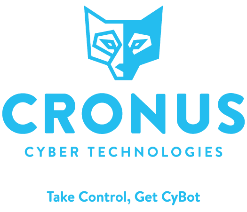 CRONUS
CYBER TECHNOLOGIES
Take Control, Get CyBot